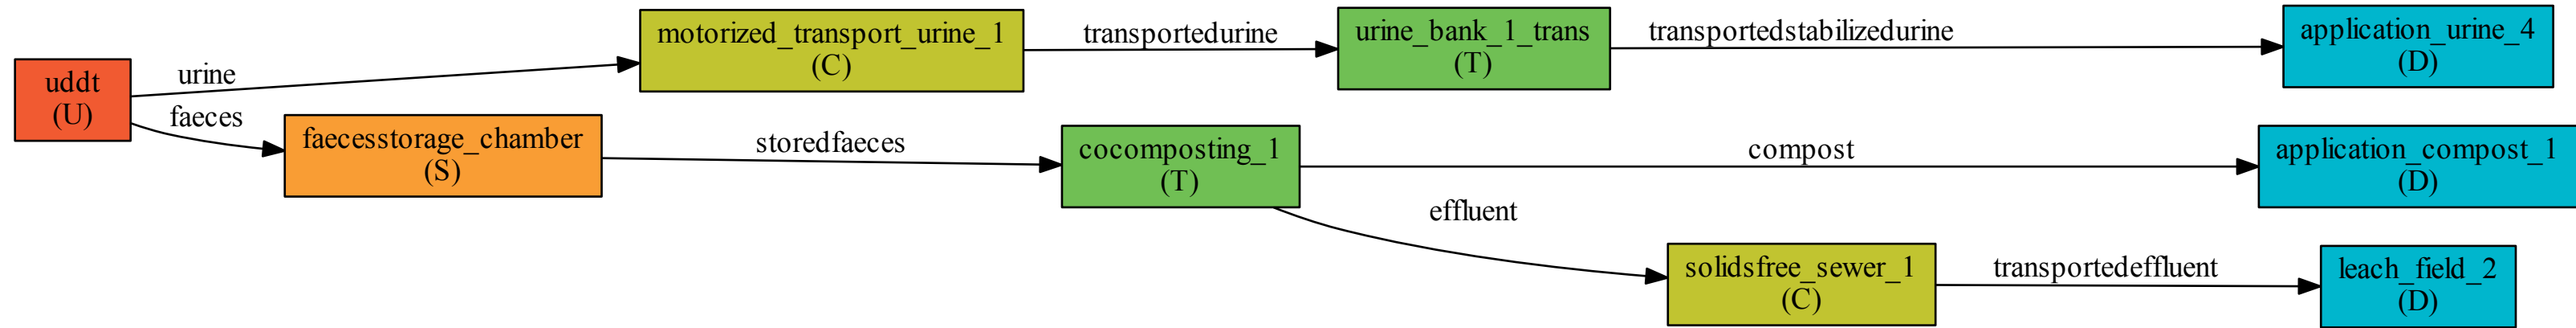 uddt
(U)
urine
faeces
motorized_transport_urine_1
(C)
transportedurine
urine_bank_1_trans
(T)
transportedstabilizedurine
application_urine_4
(D)
faecesstorage_chamber
(S)
storedfaeces
cocomposting_1
(T)
compost
application_compost_1
(D)
effluent
solidsfree_sewer_1
(C)
transportedeffluent
leach_field_2
(D)